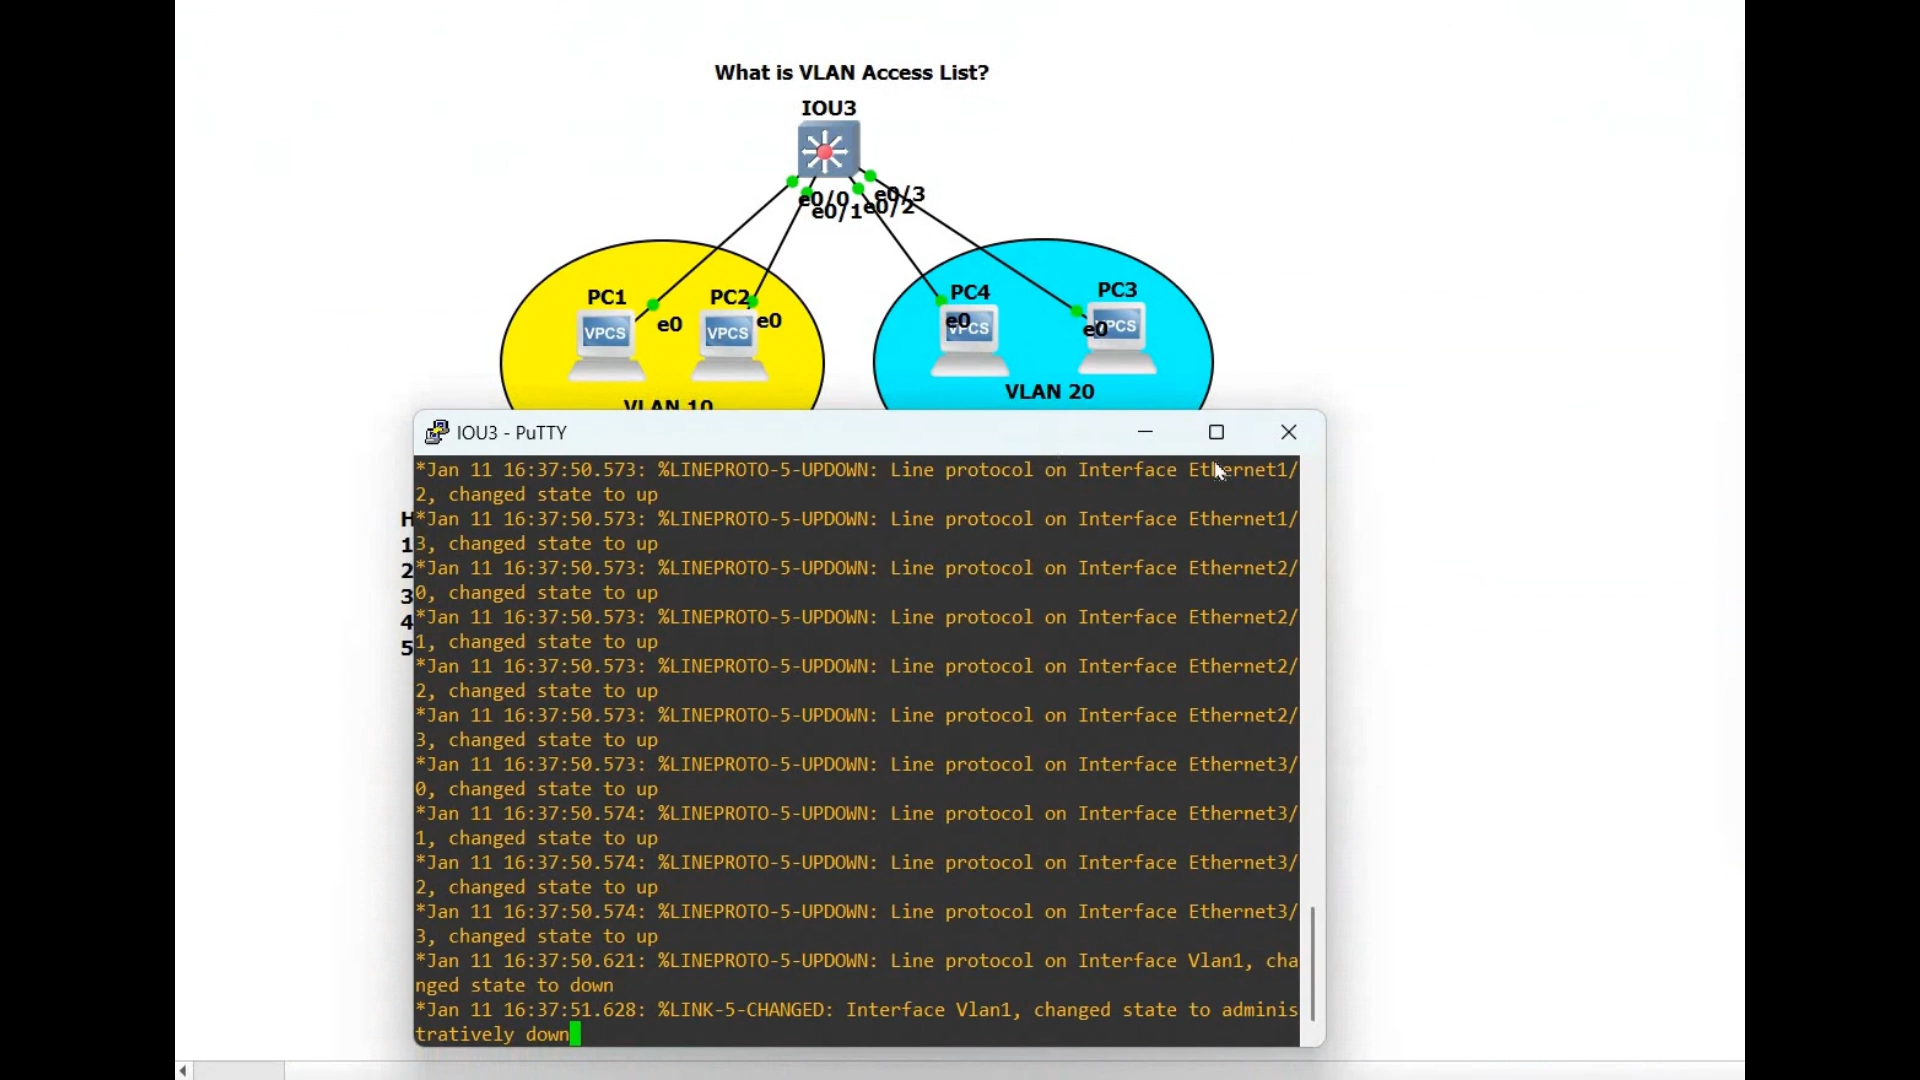 What is VLAN Access List?
IOU3
e0/0
e0/1
e0/2
e0/3
PC1
PC2
PC4
PC3
VPCS
e0
VPCS
e0
e0
VPCS
e0
VPCS
VLAN 20
VLAN 10
IOU3 - PuTTY
H
1
2
3
4
5
*Jan 11 16:37:50.573: %LINEPROTO-5-UPDOWN: Line protocol on Interface Ethernet1/
2, changed state to up
*Jan 11 16:37:50.573: %LINEPROTO-5-UPDOWN: Line protocol on Interface Ethernet1/
3, changed state to up
*Jan 11 16:37:50.573: %LINEPROTO-5-UPDOWN: Line protocol on Interface Ethernet2/
0, changed state to up
*Jan 11 16:37:50.573: %LINEPROTO-5-UPDOWN: Line protocol on Interface Ethernet2/
1, changed state to up
*Jan 11 16:37:50.573: %LINEPROTO-5-UPDOWN: Line protocol on Interface Ethernet2/
2, changed state to up
*Jan 11 16:37:50.573: %LINEPROTO-5-UPDOWN: Line protocol on Interface Ethernet2/
3, changed state to up
*Jan 11 16:37:50.573: %LINEPROTO-5-UPDOWN: Line protocol on Interface Ethernet3/
0, changed state to up
*Jan 11 16:37:50.574: %LINEPROTO-5-UPDOWN: Line protocol on Interface Ethernet3/
1, changed state to up
*Jan 11 16:37:50.574: %LINEPROTO-5-UPDOWN: Line protocol on Interface Ethernet3/
2, changed state to up
*Jan 11 16:37:50.574: %LINEPROTO-5-UPDOWN: Line protocol on Interface Ethernet3/
3, changed state to up
*Jan 11 16:37:50.621: %LINEPROTO-5-UPDOWN: Line protocol on Interface Vlan1, cha
nged state to down
*Jan 11 16:37:51.628: %LINK-5-CHANGED: Interface Vlan1, changed state to adminis
tratively down